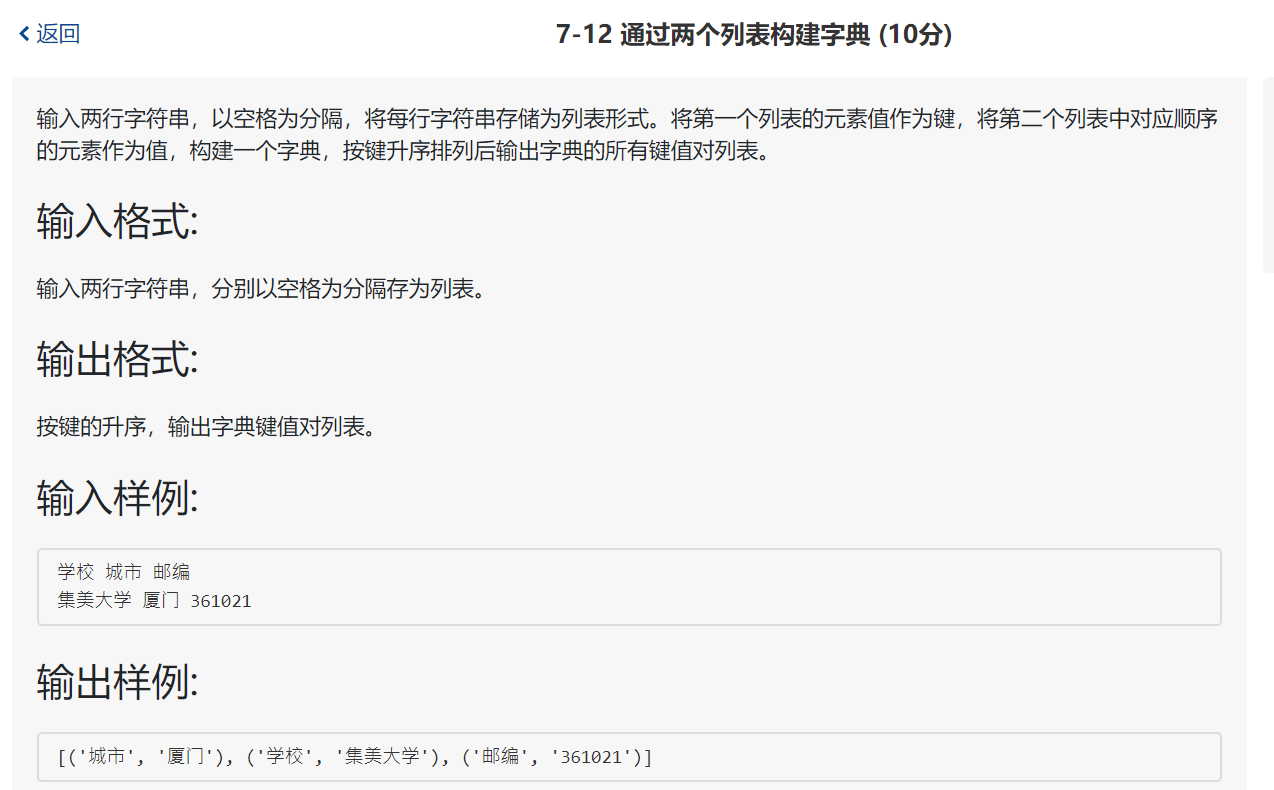 返回
7-12 通过两个列表构建字典 (10分)
输入两行字符串，以空格为分隔，将每行字符串存储为列表形式。将第一个列表的元素值作为键，将第二个列表中对应顺序
的元素作为值，构建一个字典，按键升序排列后输出字典的所有键值对列表。
输入格式:
输入两行字符串，分别以空格为分隔存为列表。
输出格式:
按键的升序，输出字典键值对列表。
输入样例:
学校 城市 邮编
集美大学 厦门 361021
输出样例:
[('城市', '厦门'), ('学校', '集美大学'), ('邮编', '361021')]